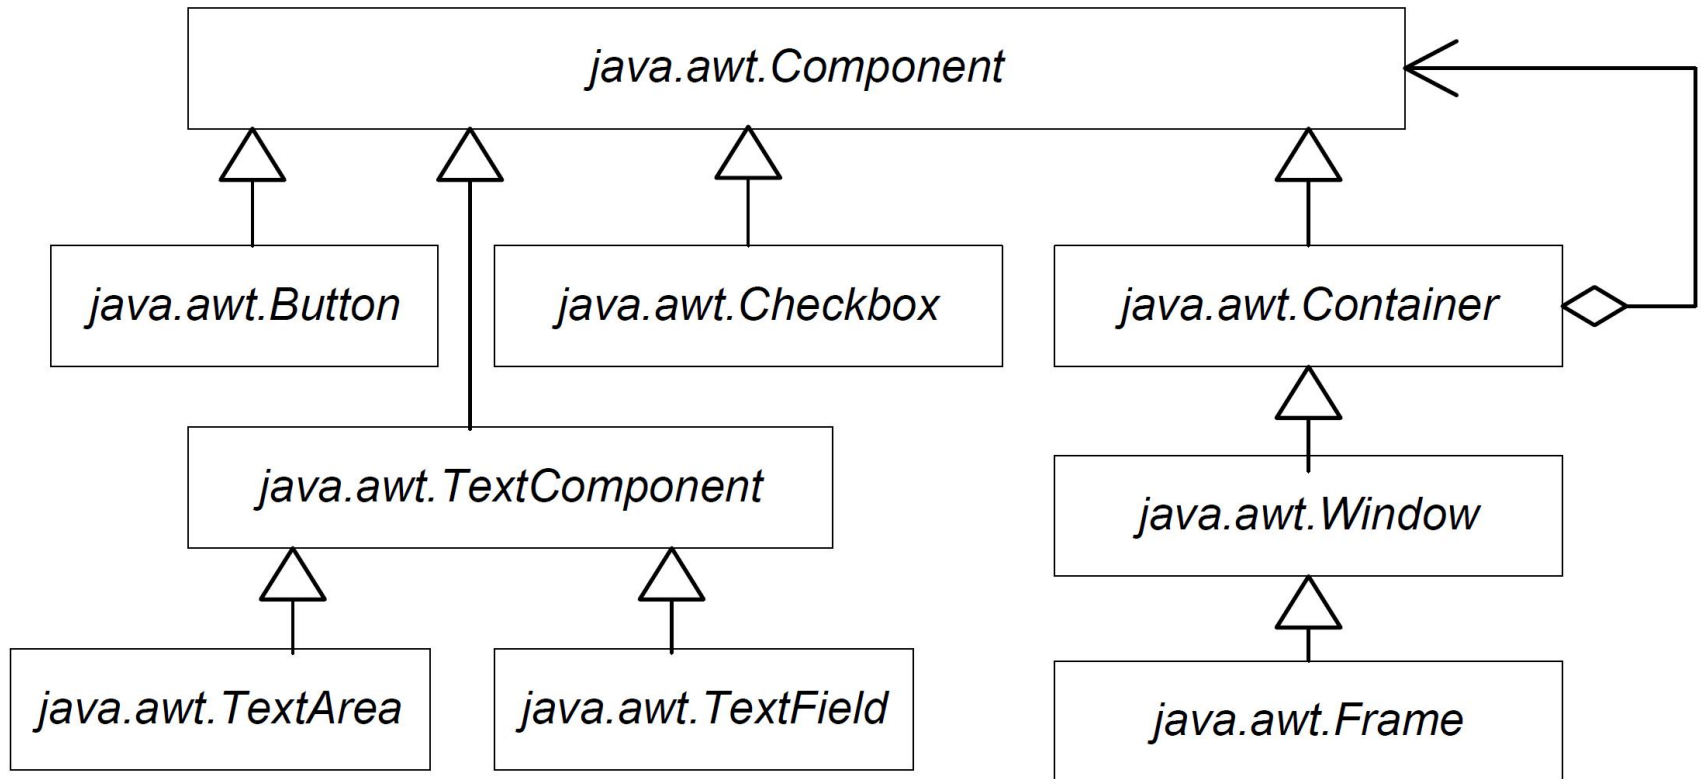 java.awt.Component
java.awt.Button
java.awt.Checkbox
java.awt.Container
java.awt.TextComponent
java.awt.Window
java.awt.TextArea
java.awt.TextField
java.awt.Frame